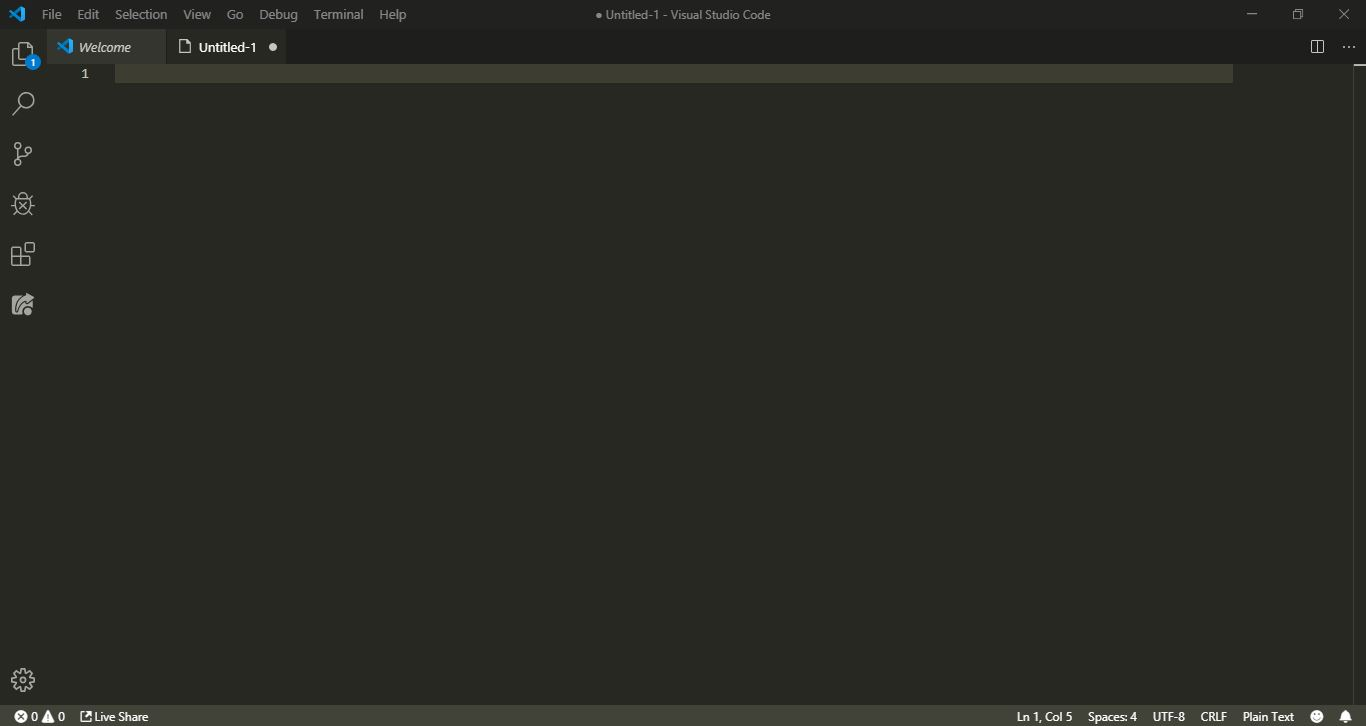 File Edit Selection View Go Debug Terminal Help ● Untitled-1 - Visual Studio Code
Welcome Untitled-1 ●
1
1
0 0 Live Share Ln 1, Col 5 Spaces: 4 UTF-8 CRLF Plain Text